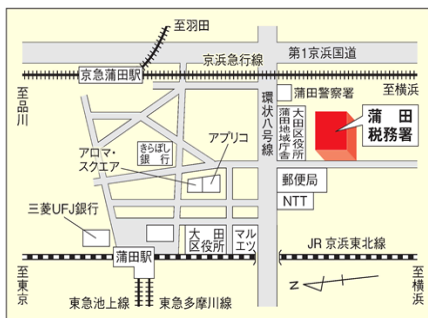 至羽田
京浜急行線
第1京浜国道
京急蒲田駅
至品川
至横浜
環状八号線
蒲田警察署
大田区役所
蒲田地域庁舎
蒲田
税務署
アロマ・
スクエア
きらぼし
銀行
アプリコ
郵便局
NTT
三菱UFJ銀行
大田
区役所
マル
エツ
JR 京浜東北線
蒲田駅
至東京
至横浜
東急池上線
東急多摩川線
N